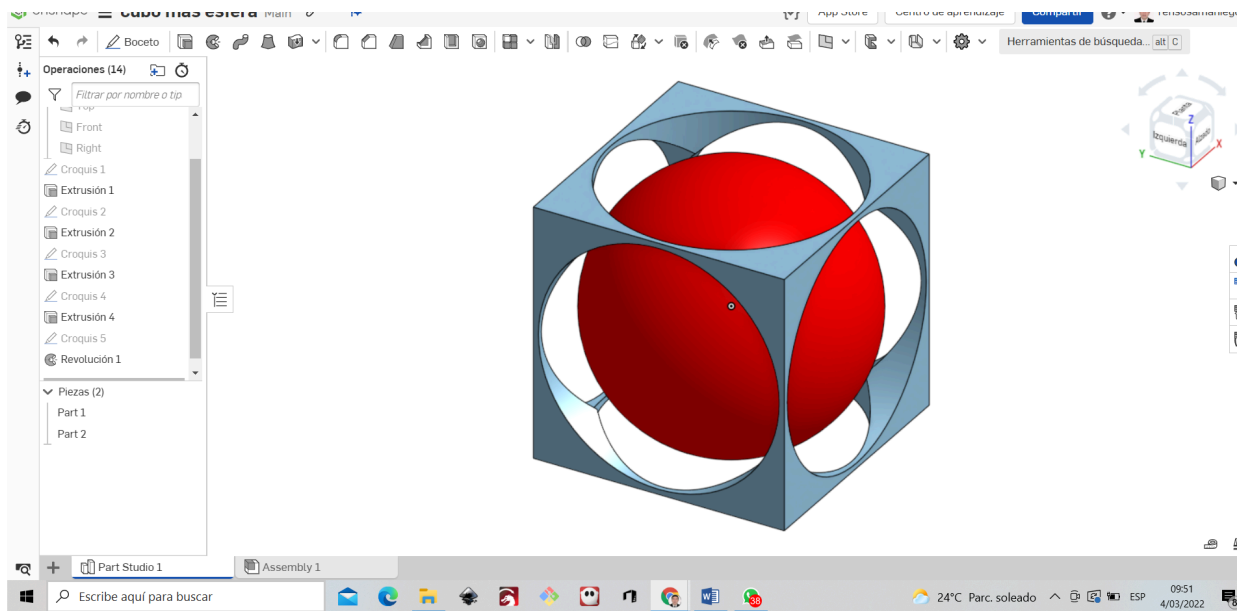 cubo mas esfera Main
App Store Centro de aprendizaje Compartir
Boceto Herramientas de búsqueda... alt C
Operaciones (14)
Filtrar por nombre o tip
Top
Front
Right
Croquis 1
Extrusión 1
Croquis 2
Extrusión 2
Croquis 3
Extrusión 3
Croquis 4
Extrusión 4
Croquis 5
Revolución 1
Piezas (2)
Part 1
Part 2
Planta
Izquierda
Z
Y
X
Part Studio 1 Assembly 1
Escribe aquí para buscar
38
24°C Parc. soleado ESP 09:51
4/03/2022
8